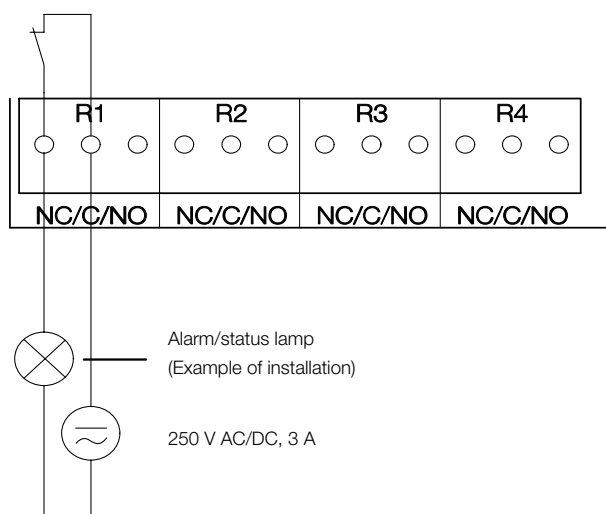 R1 R2 R3 R4
NC/C/NO NC/C/NO NC/C/NO NC/C/NO
Alarm/status lamp
(Example of installation)
250 V AC/DC, 3 A